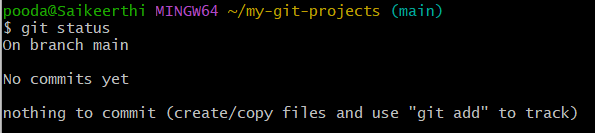 pooda@Saikeerthi MINGW64 ~/my-git-projects (main)
$ git status
On branch main
No commits yet
nothing to commit (create/copy files and use "git add" to track)